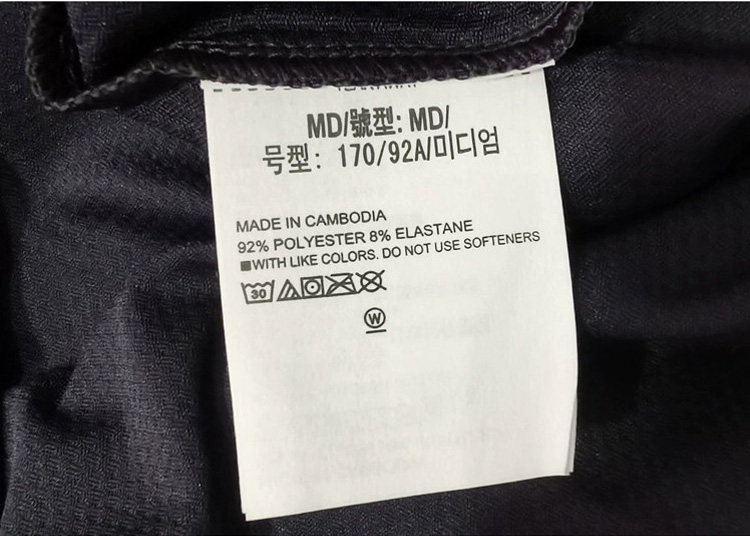 MD/號型: MD/
号型: 170/92A/미디엄
MADE IN CAMBODIA
92% POLYESTER 8% ELASTANE
■WITH LIKE COLORS. DO NOT USE SOFTENERS
30
W